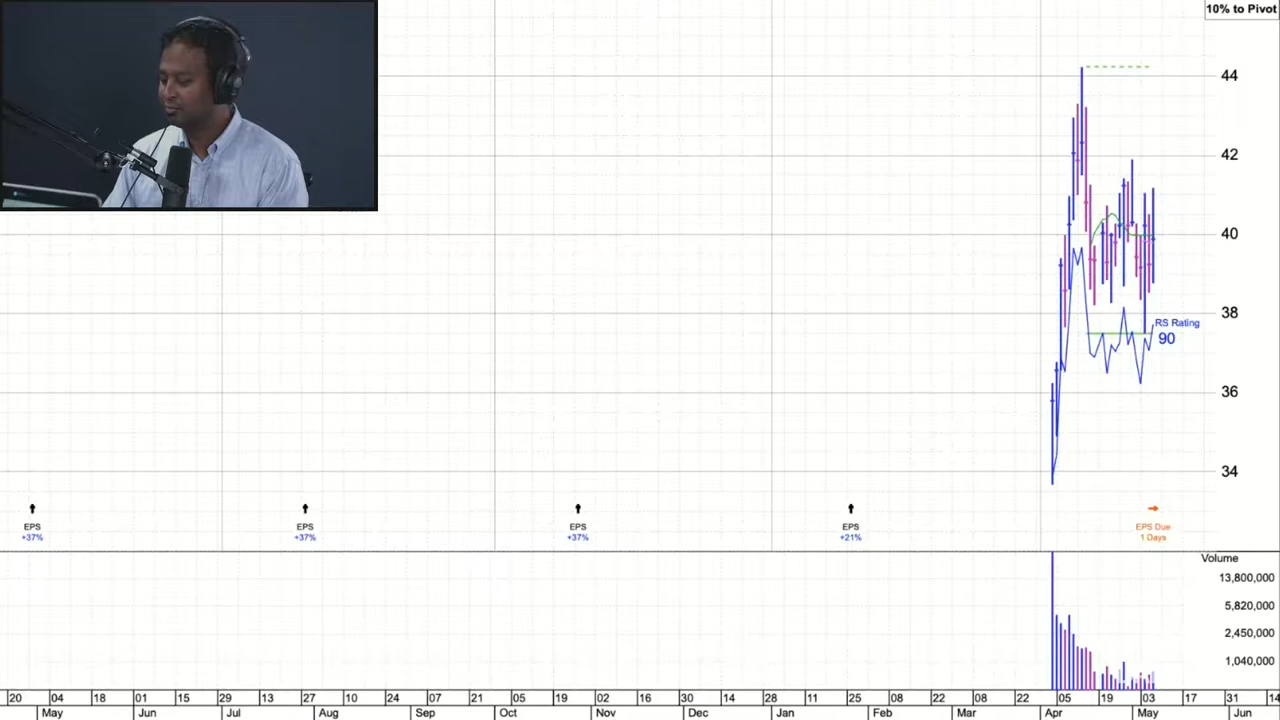 10% to Pivot
44
42
40
38
RS Rating
90
36
34
EPS EPS EPS EPS EPS Due
+37% +37% +37% +21% 1 Days
Volume
13,800,000
5,820,000
2,450,000
1,040,000
20 04 18 01 15 29 13 27 10 24 07 21 05 19 02 16 30 14 28 11 25 08 22 08 22 05 19 03 17 31 14
May Jun Jul Aug Sep Oct Nov Dec Jan Feb Mar Apr May Jun